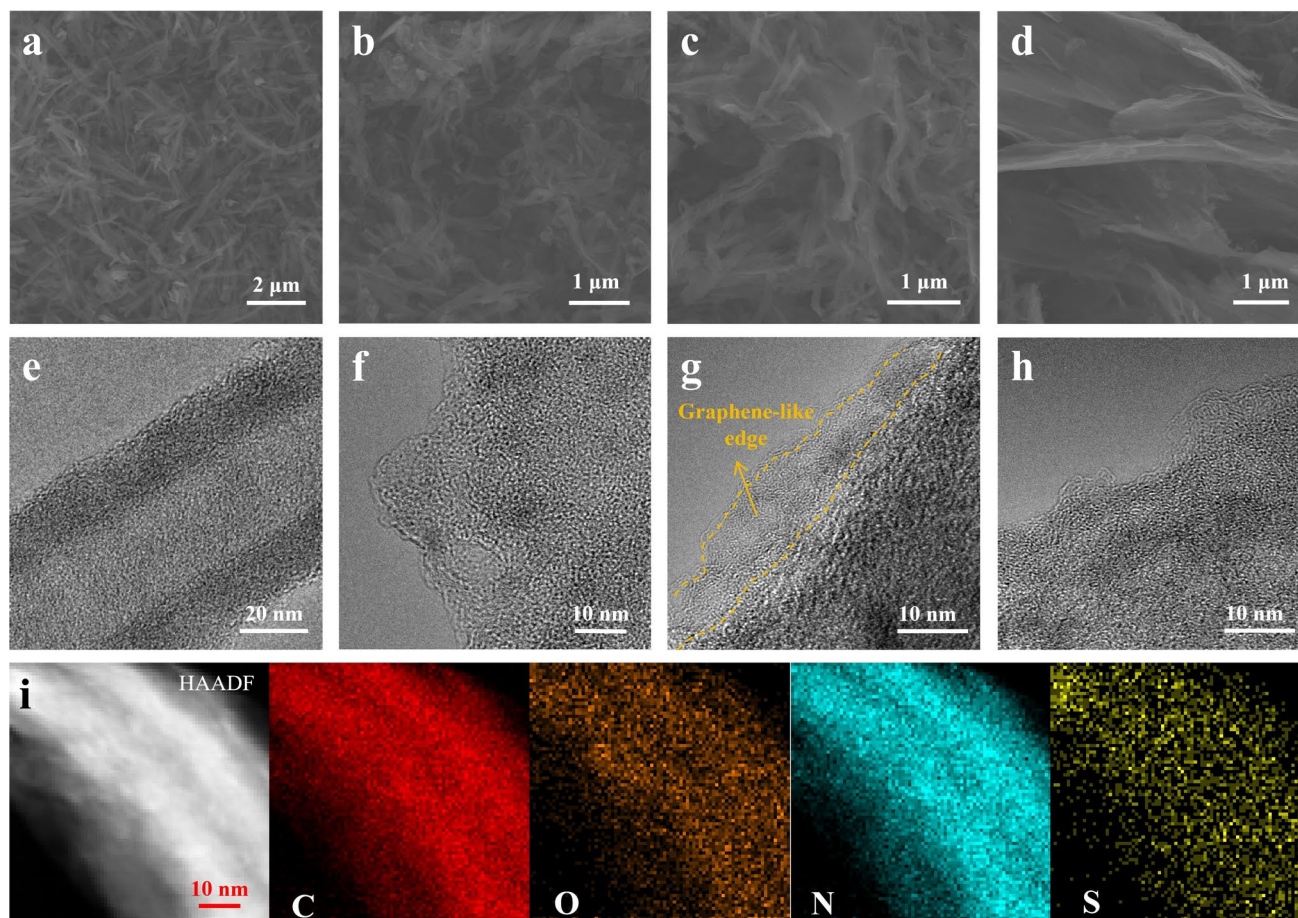 a
2 μm
b
1 μm
c
1 μm
d
1 μm
e
20 nm
f
10 nm
g
Graphene-like
edge
10 nm
h
10 nm
i
HAADF
10 nm
C
O
N
S